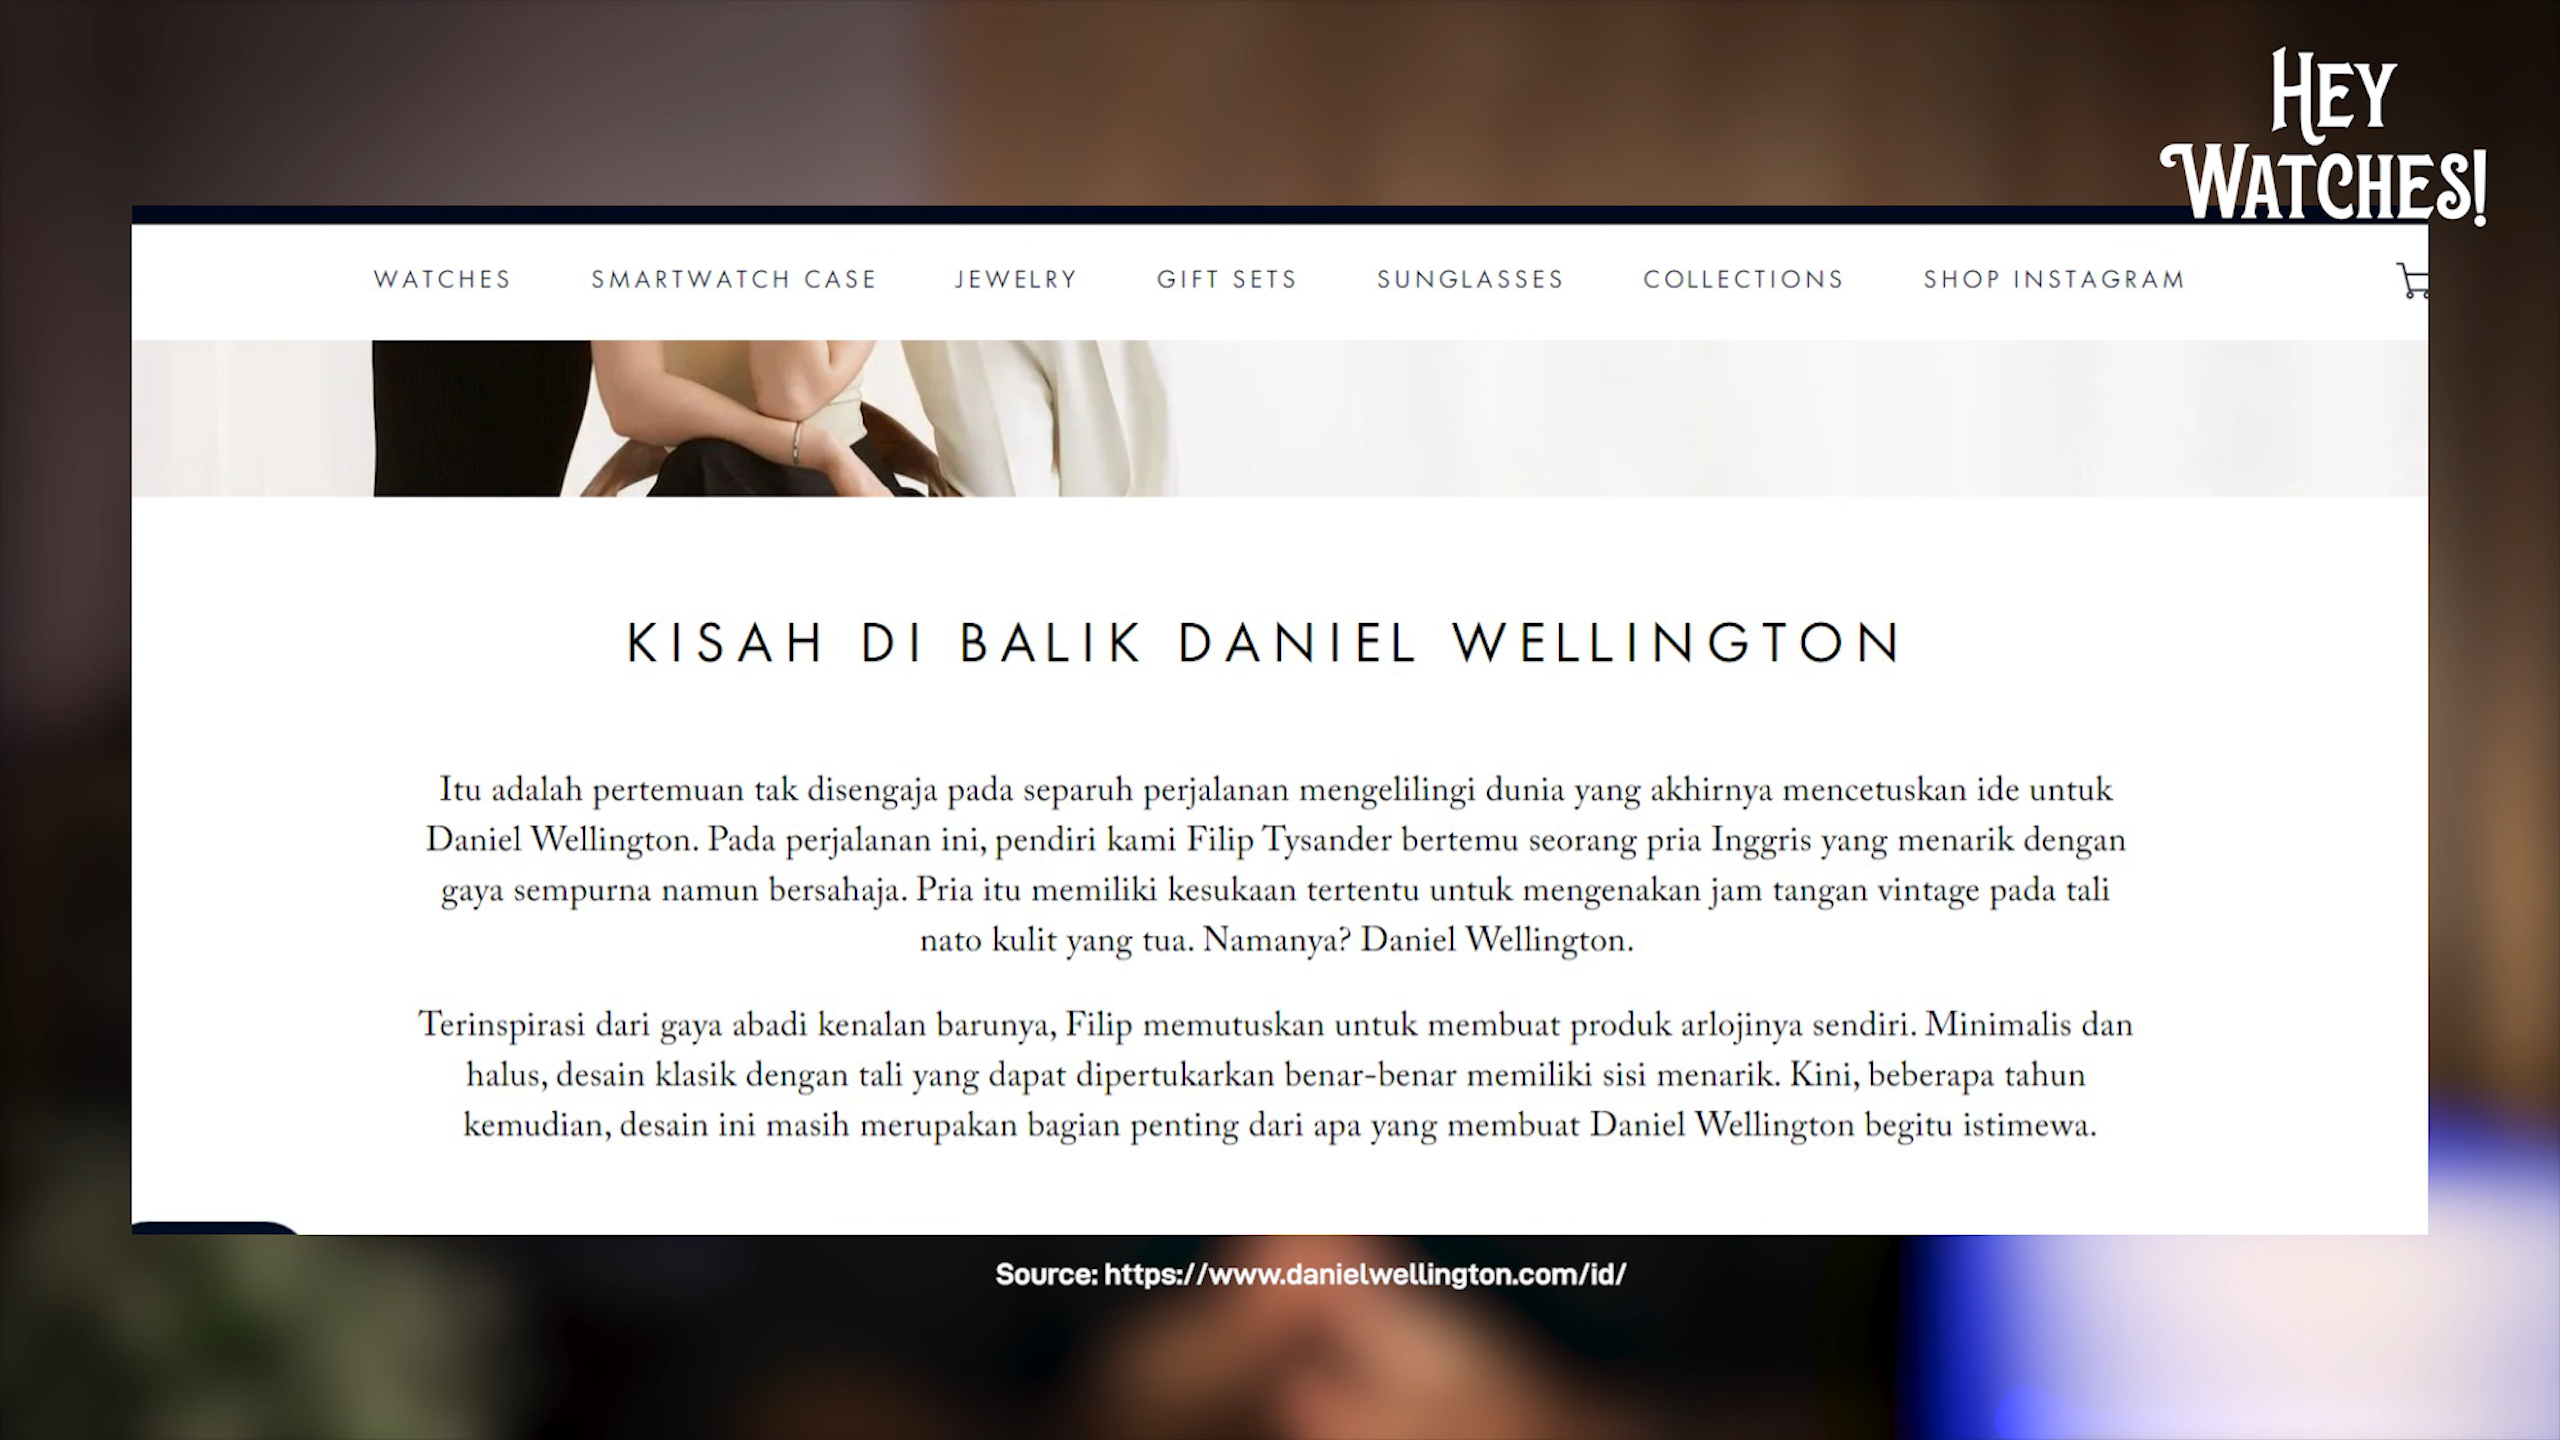 HEY
WATCHES!
WATCHES SMARTWATCH CASE JEWELRY GIFT SETS SUNGLASSES COLLECTIONS SHOP INSTAGRAM
KISAH DI BALIK DANIEL WELLINGTON
Itu adalah pertemuan tak disengaja pada separuh perjalanan mengelilingi dunia yang akhirnya mencetuskan ide untuk
Daniel Wellington. Pada perjalanan ini, pendiri kami Filip Tysander bertemu seorang pria Inggris yang menarik dengan
gaya sempurna namun bersahaja. Pria itu memiliki kesukaan tertentu untuk mengenakan jam tangan vintage pada tali
nato kulit yang tua. Namanya? Daniel Wellington.
Terinspirasi dari gaya abadi kenalan barunya, Filip memutuskan untuk membuat produk arlojinya sendiri. Minimalis dan
halus, desain klasik dengan tali yang dapat dipertukarkan benar-benar memiliki sisi menarik. Kini, beberapa tahun
kemudian, desain ini masih merupakan bagian penting dari apa yang membuat Daniel Wellington begitu istimewa.
Source: https://www.danielwellington.com/id/